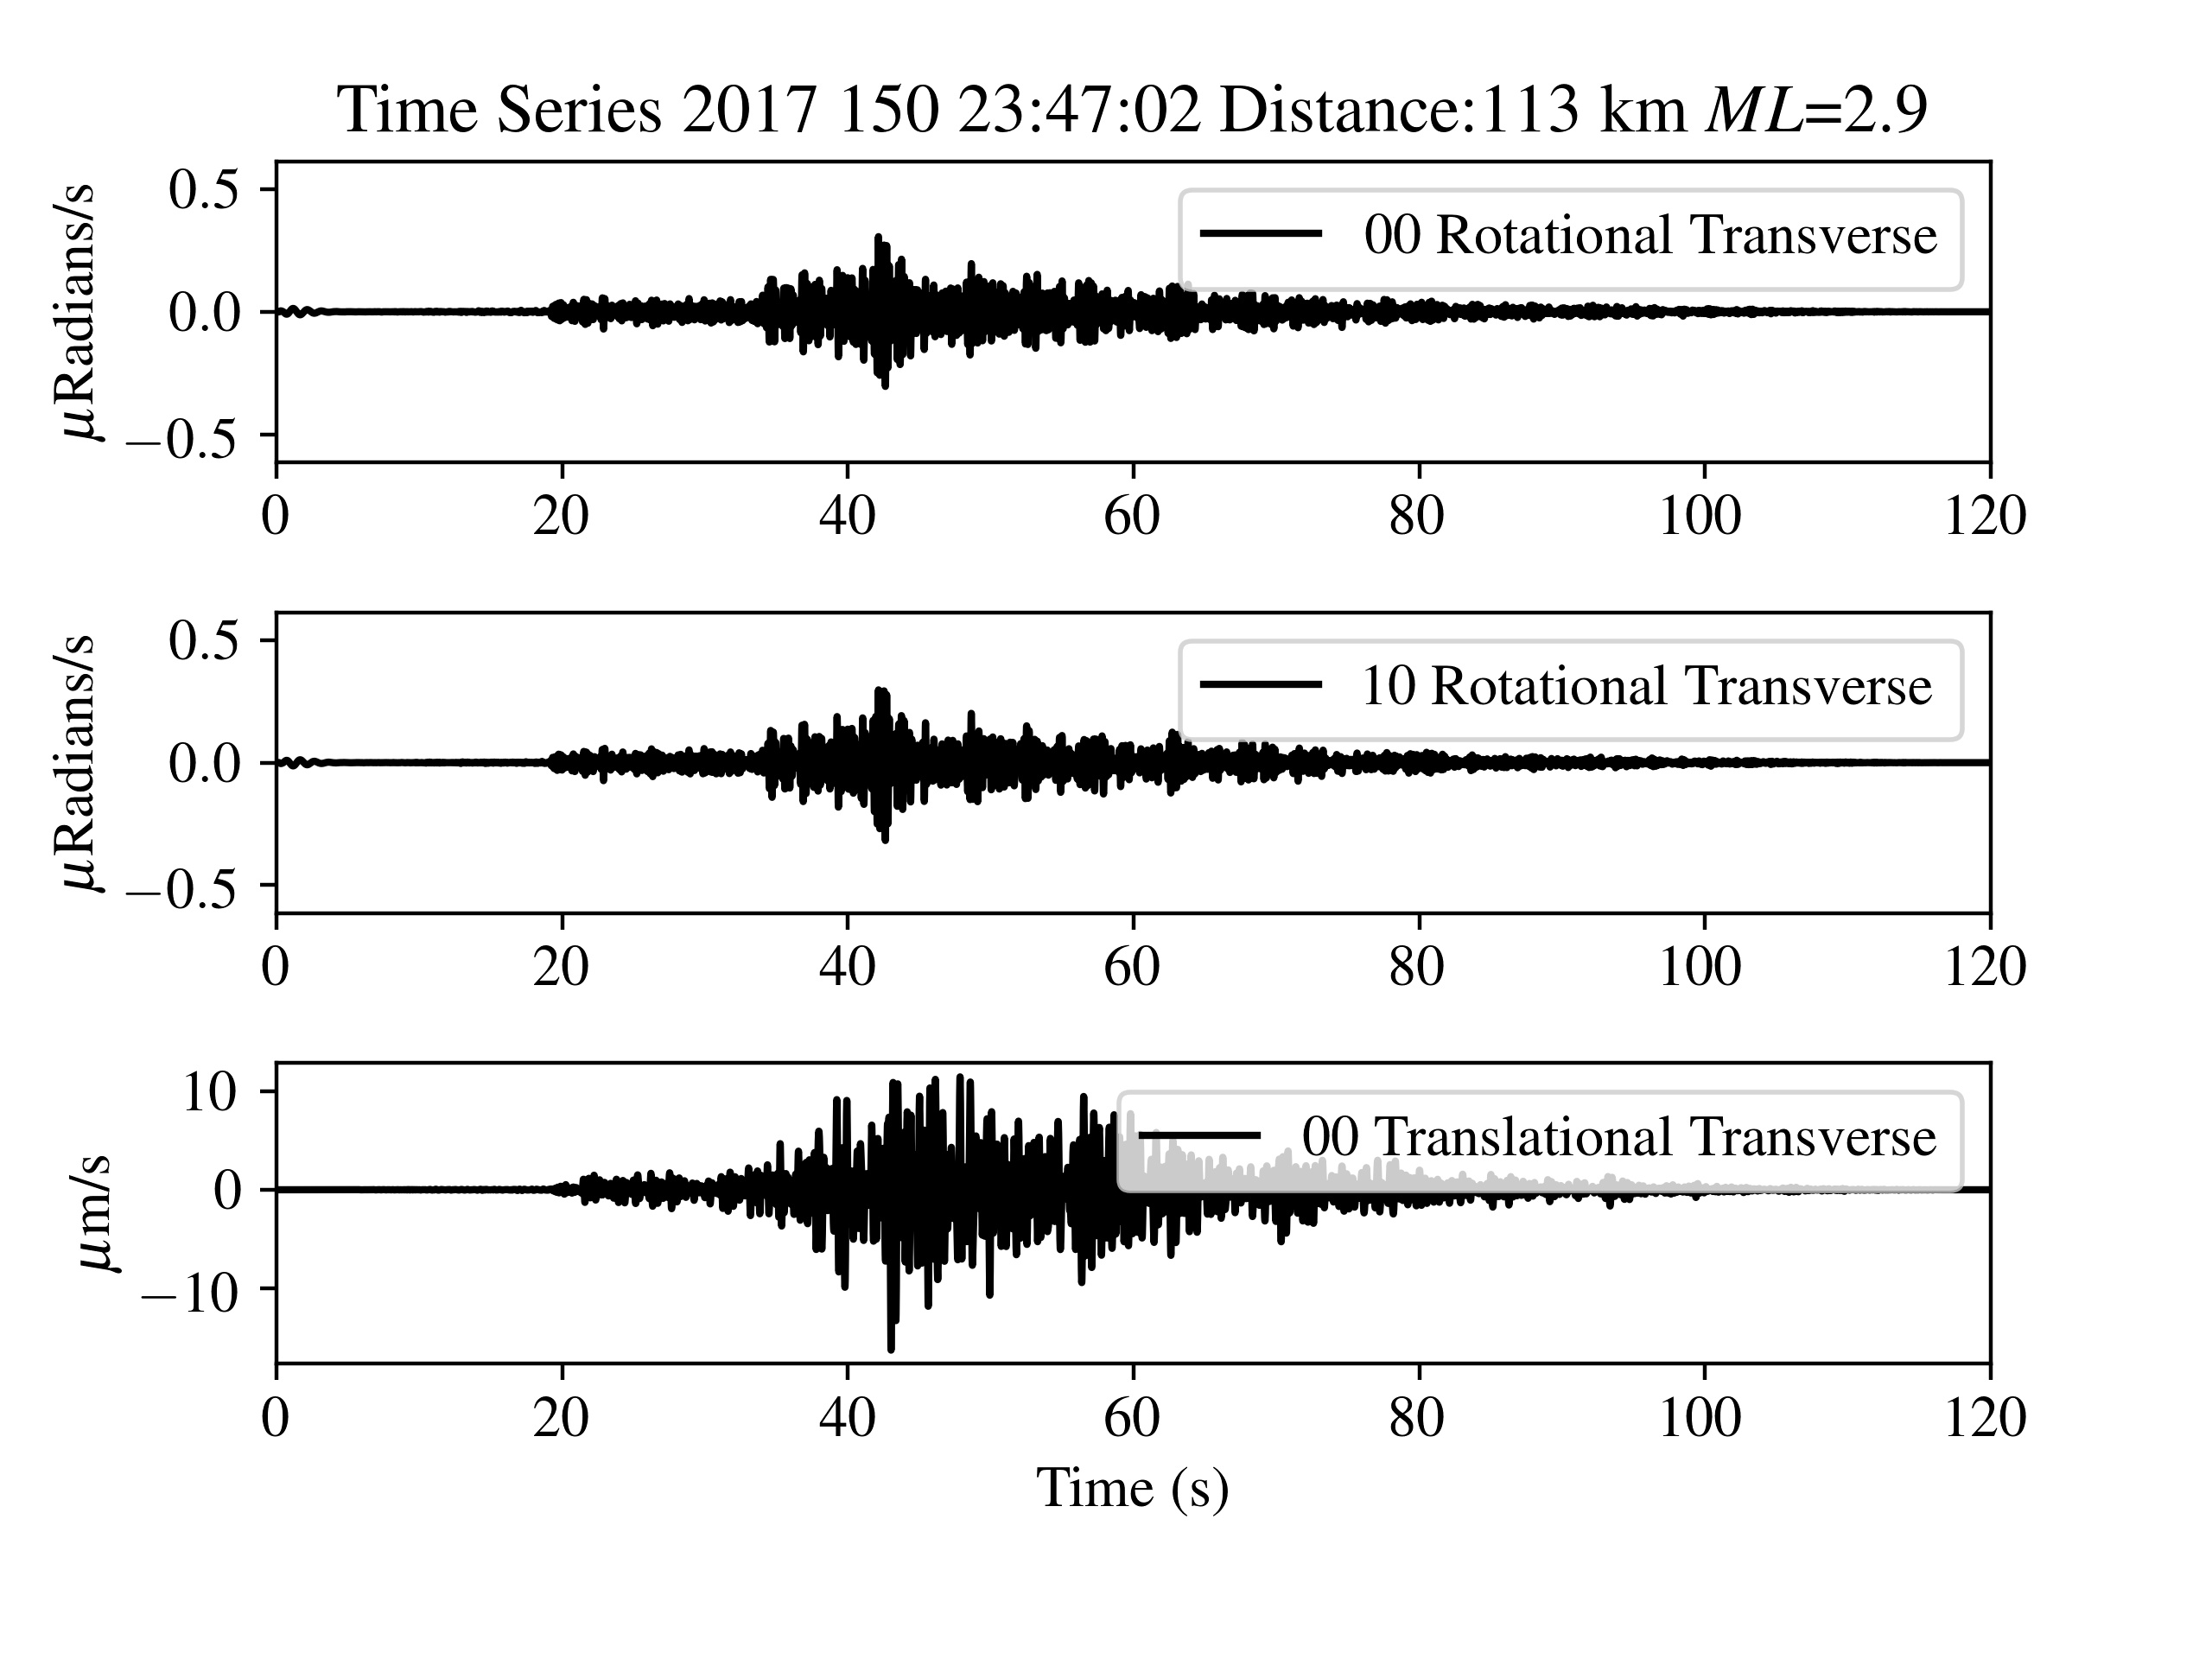 Time Series 2017 150 23:47:02 Distance:113 km ML=2.9
µRadians/s
0.5
0.0
−0.5
00 Rotational Transverse
0 20 40 60 80 100 120
µRadians/s
0.5
0.0
−0.5
10 Rotational Transverse
0 20 40 60 80 100 120
µm/s
10
0
−10
00 Translational Transverse
0 20 40 60 80 100 120
Time (s)